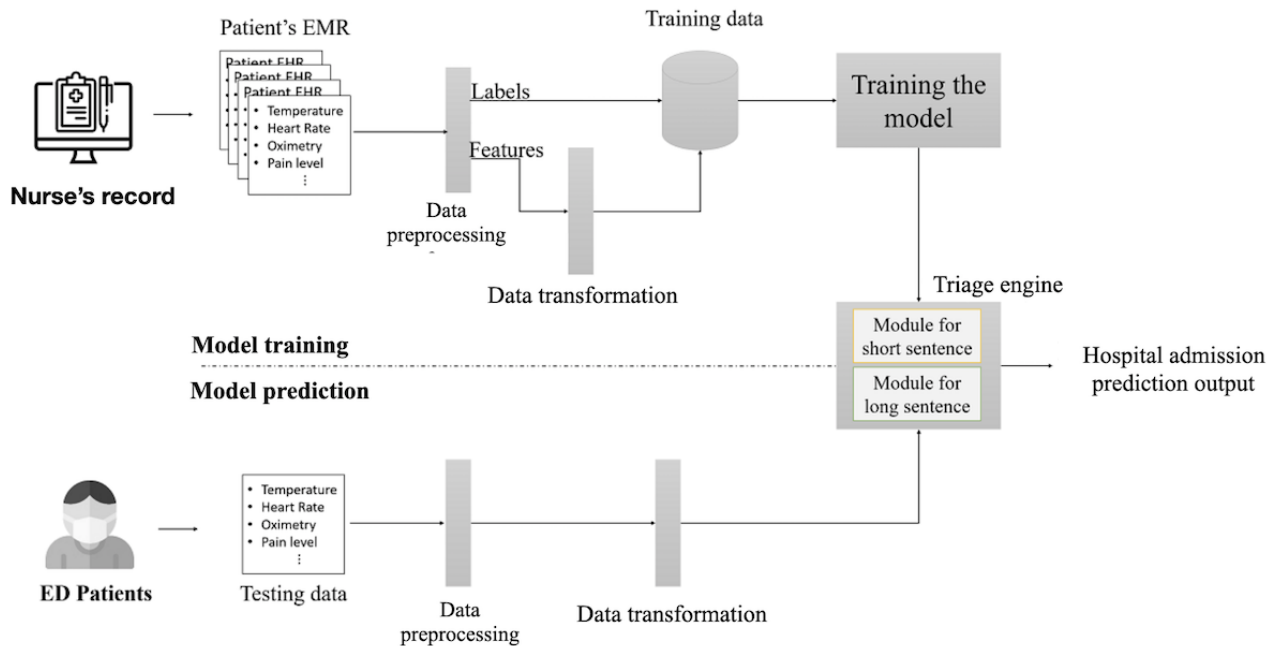 Patient's EMR
Training data
Patient EHR
Patient EHR
Patient EHR
• Temperature
• Heart Rate
• Oximetry
• Pain level
⋮
Nurse's record
Labels
Features
Data
preprocessing
Data transformation
Training the
model
Triage engine
Module for
short sentence
Module for
long sentence
Hospital admission
prediction output
Model training
Model prediction
• Temperature
• Heart Rate
• Oximetry
• Pain level
⋮
ED Patients
Testing data
Data
preprocessing
Data transformation